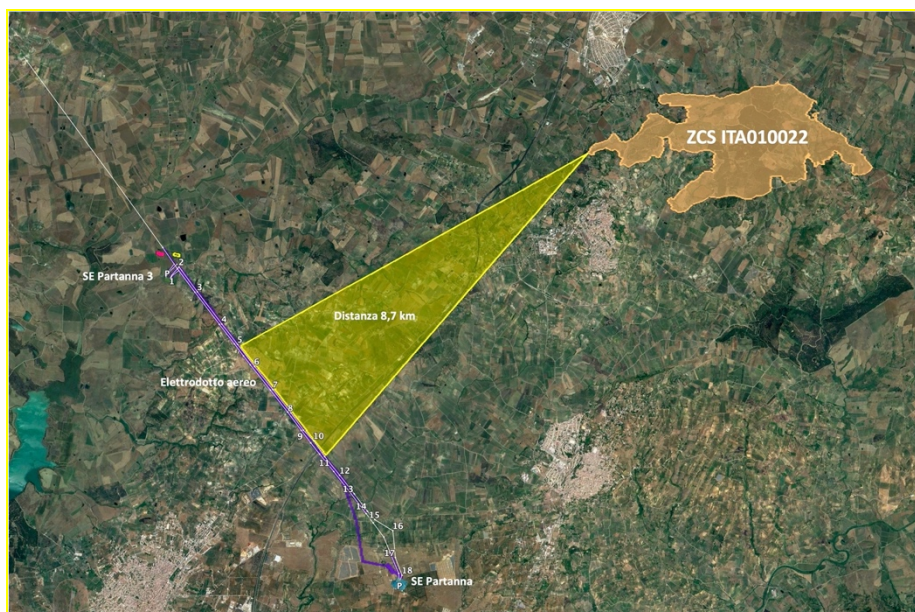 ZCS ITA010022
2
SE Partanna 3
P
1
3
4
Distanza 8,7 km
5
6
Elettrodotto aereo
7
8
9
10
11
12
13
14
15
16
17
18
SE Partanna
P